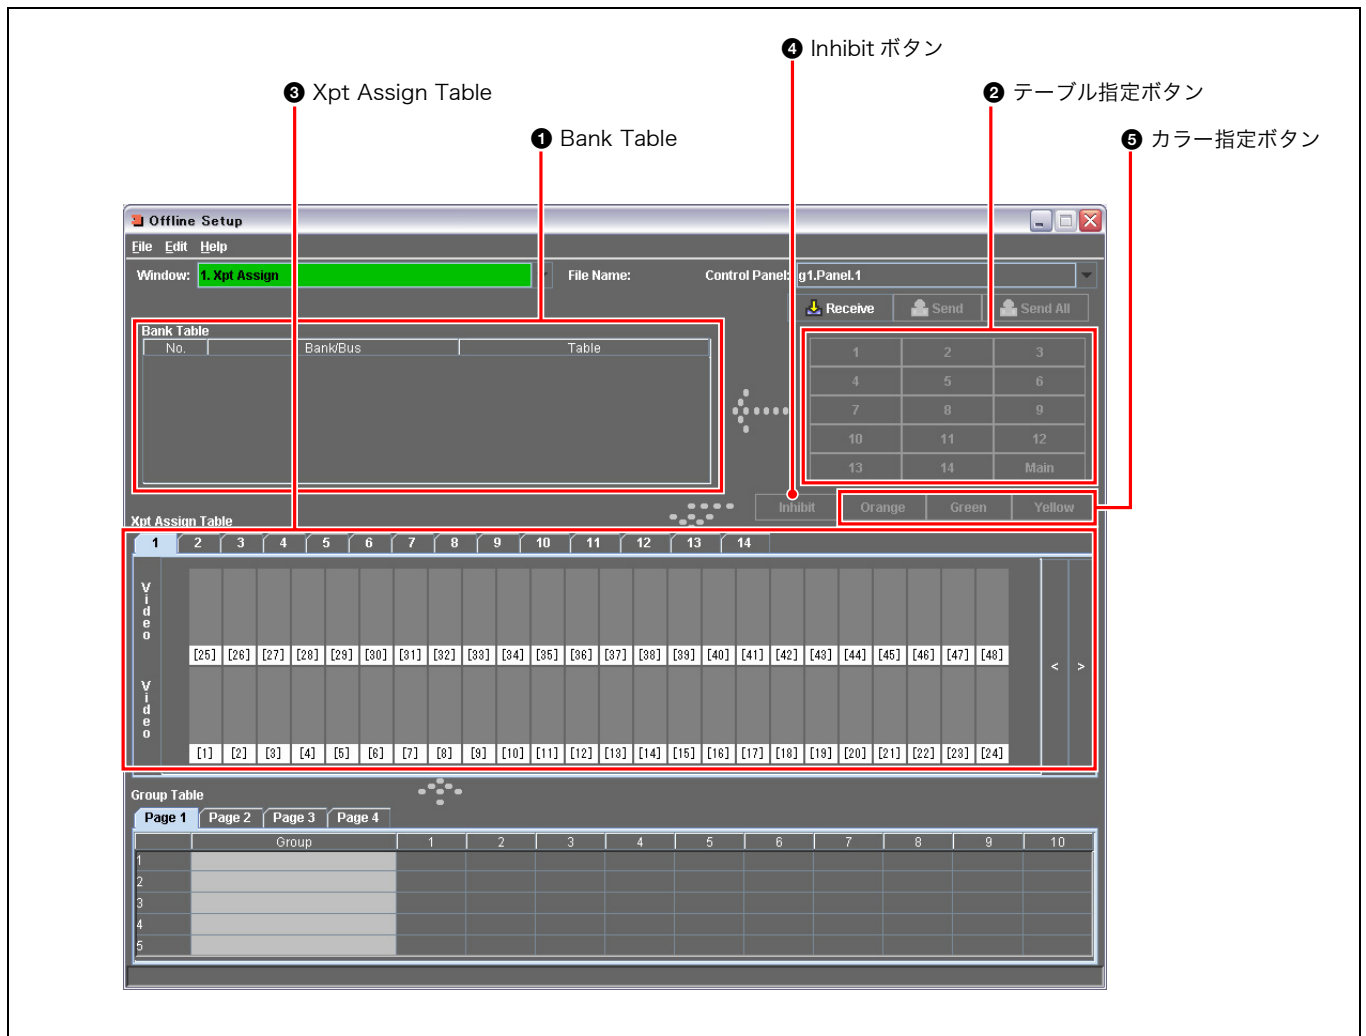 ❹ Inhibit ボタン
❸ Xpt Assign Table
❷ テーブル指定ボタン
❶ Bank Table
❺ カラー指定ボタン
Offline Setup
File Edit Help
Window: 1. Xpt Assign File Name: Control Panel: g1.Panel.1
Receive Send Send All
Bank Table
No. Bank/Bus Table
1 2 3
4 5 6
7 8 9
10 11 12
13 14 Main
Inhibit Orange Green Yellow
Xpt Assign Table
1 2 3 4 5 6 7 8 9 10 11 12 13 14
Video
[25] [26] [27] [28] [29] [30] [31] [32] [33] [34] [35] [36] [37] [38] [39] [40] [41] [42] [43] [44] [45] [46] [47] [48]
< >
Video
[1] [2] [3] [4] [5] [6] [7] [8] [9] [10] [11] [12] [13] [14] [15] [16] [17] [18] [19] [20] [21] [22] [23] [24]
Group Table
Page 1 Page 2 Page 3 Page 4
Group 1 2 3 4 5 6 7 8 9 10
1
2
3
4
5